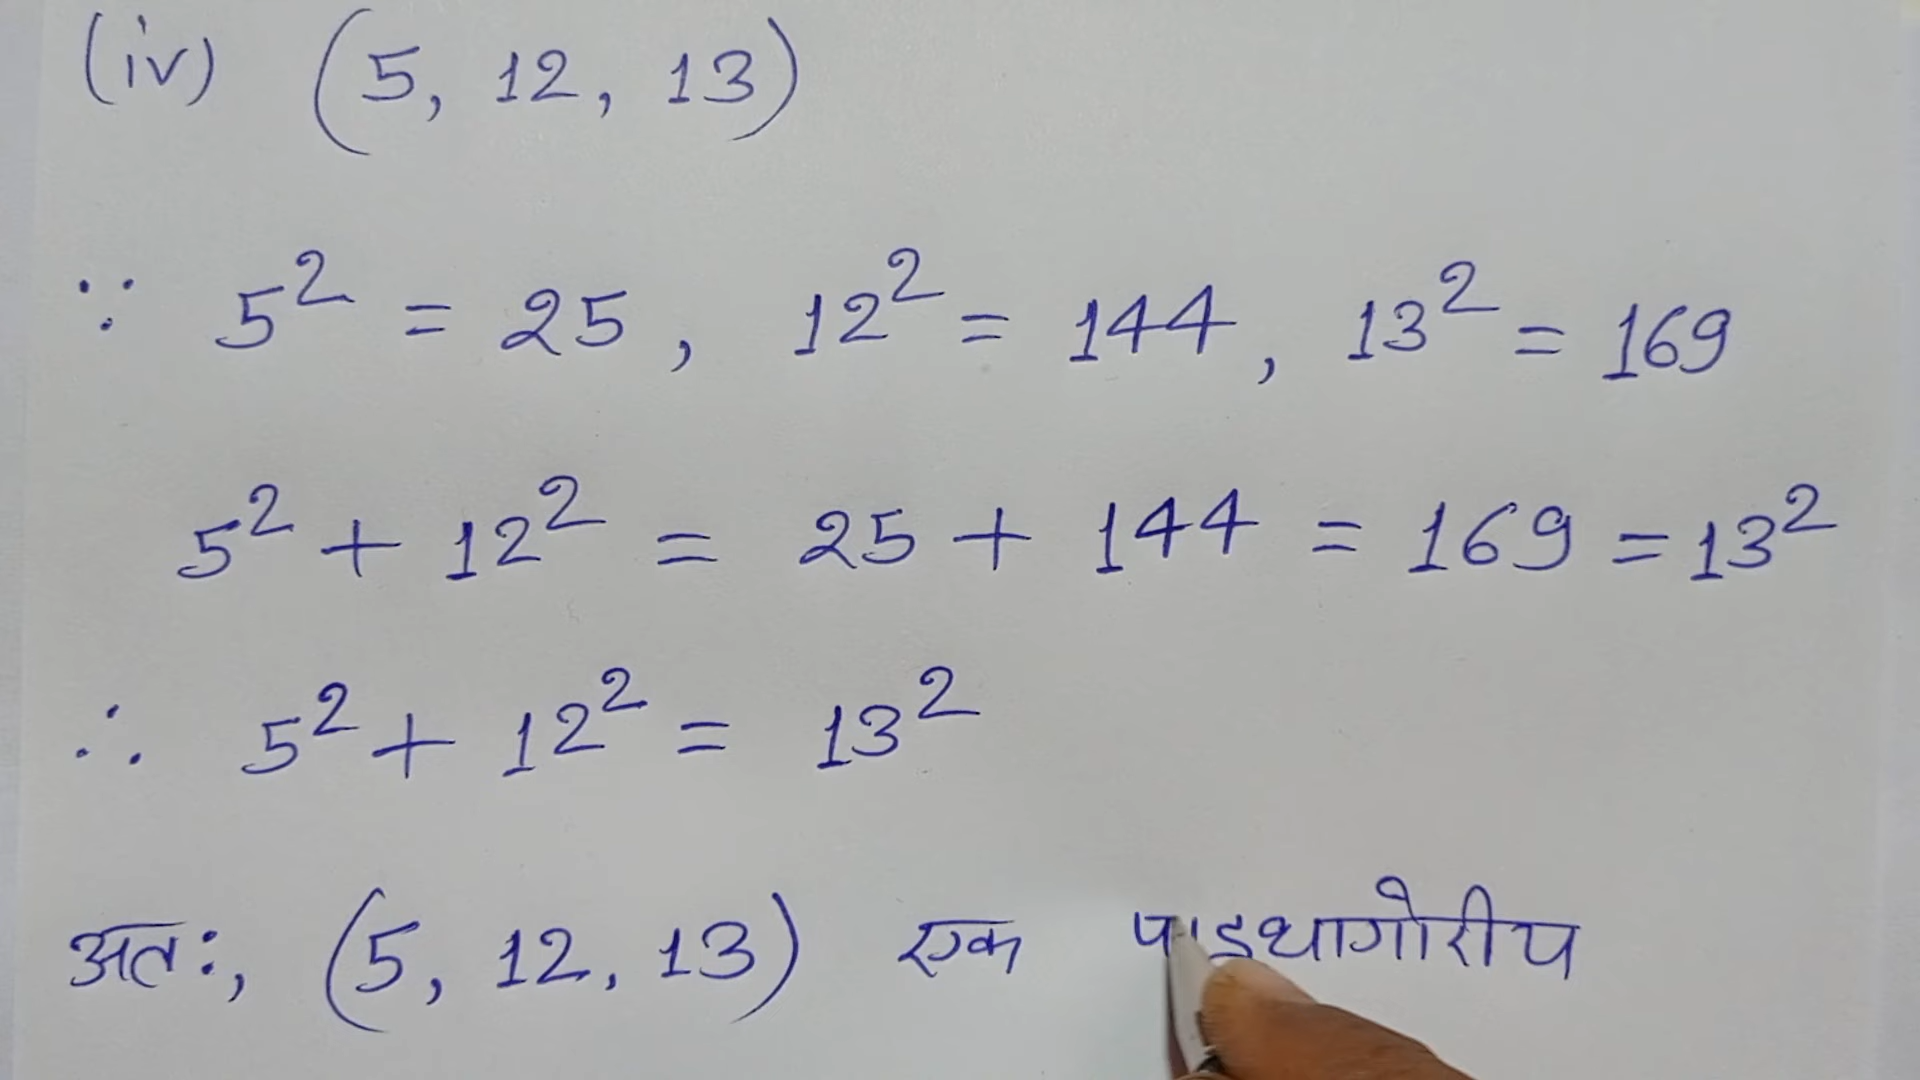 (iv) (5, 12, 13)
∵ 5² = 25, 12² = 144, 13² = 169
5² + 12² = 25 + 144 = 169 = 13²
∴ 5² + 12² = 13²
अतः, (5, 12, 13) एक पाइथागोरीय